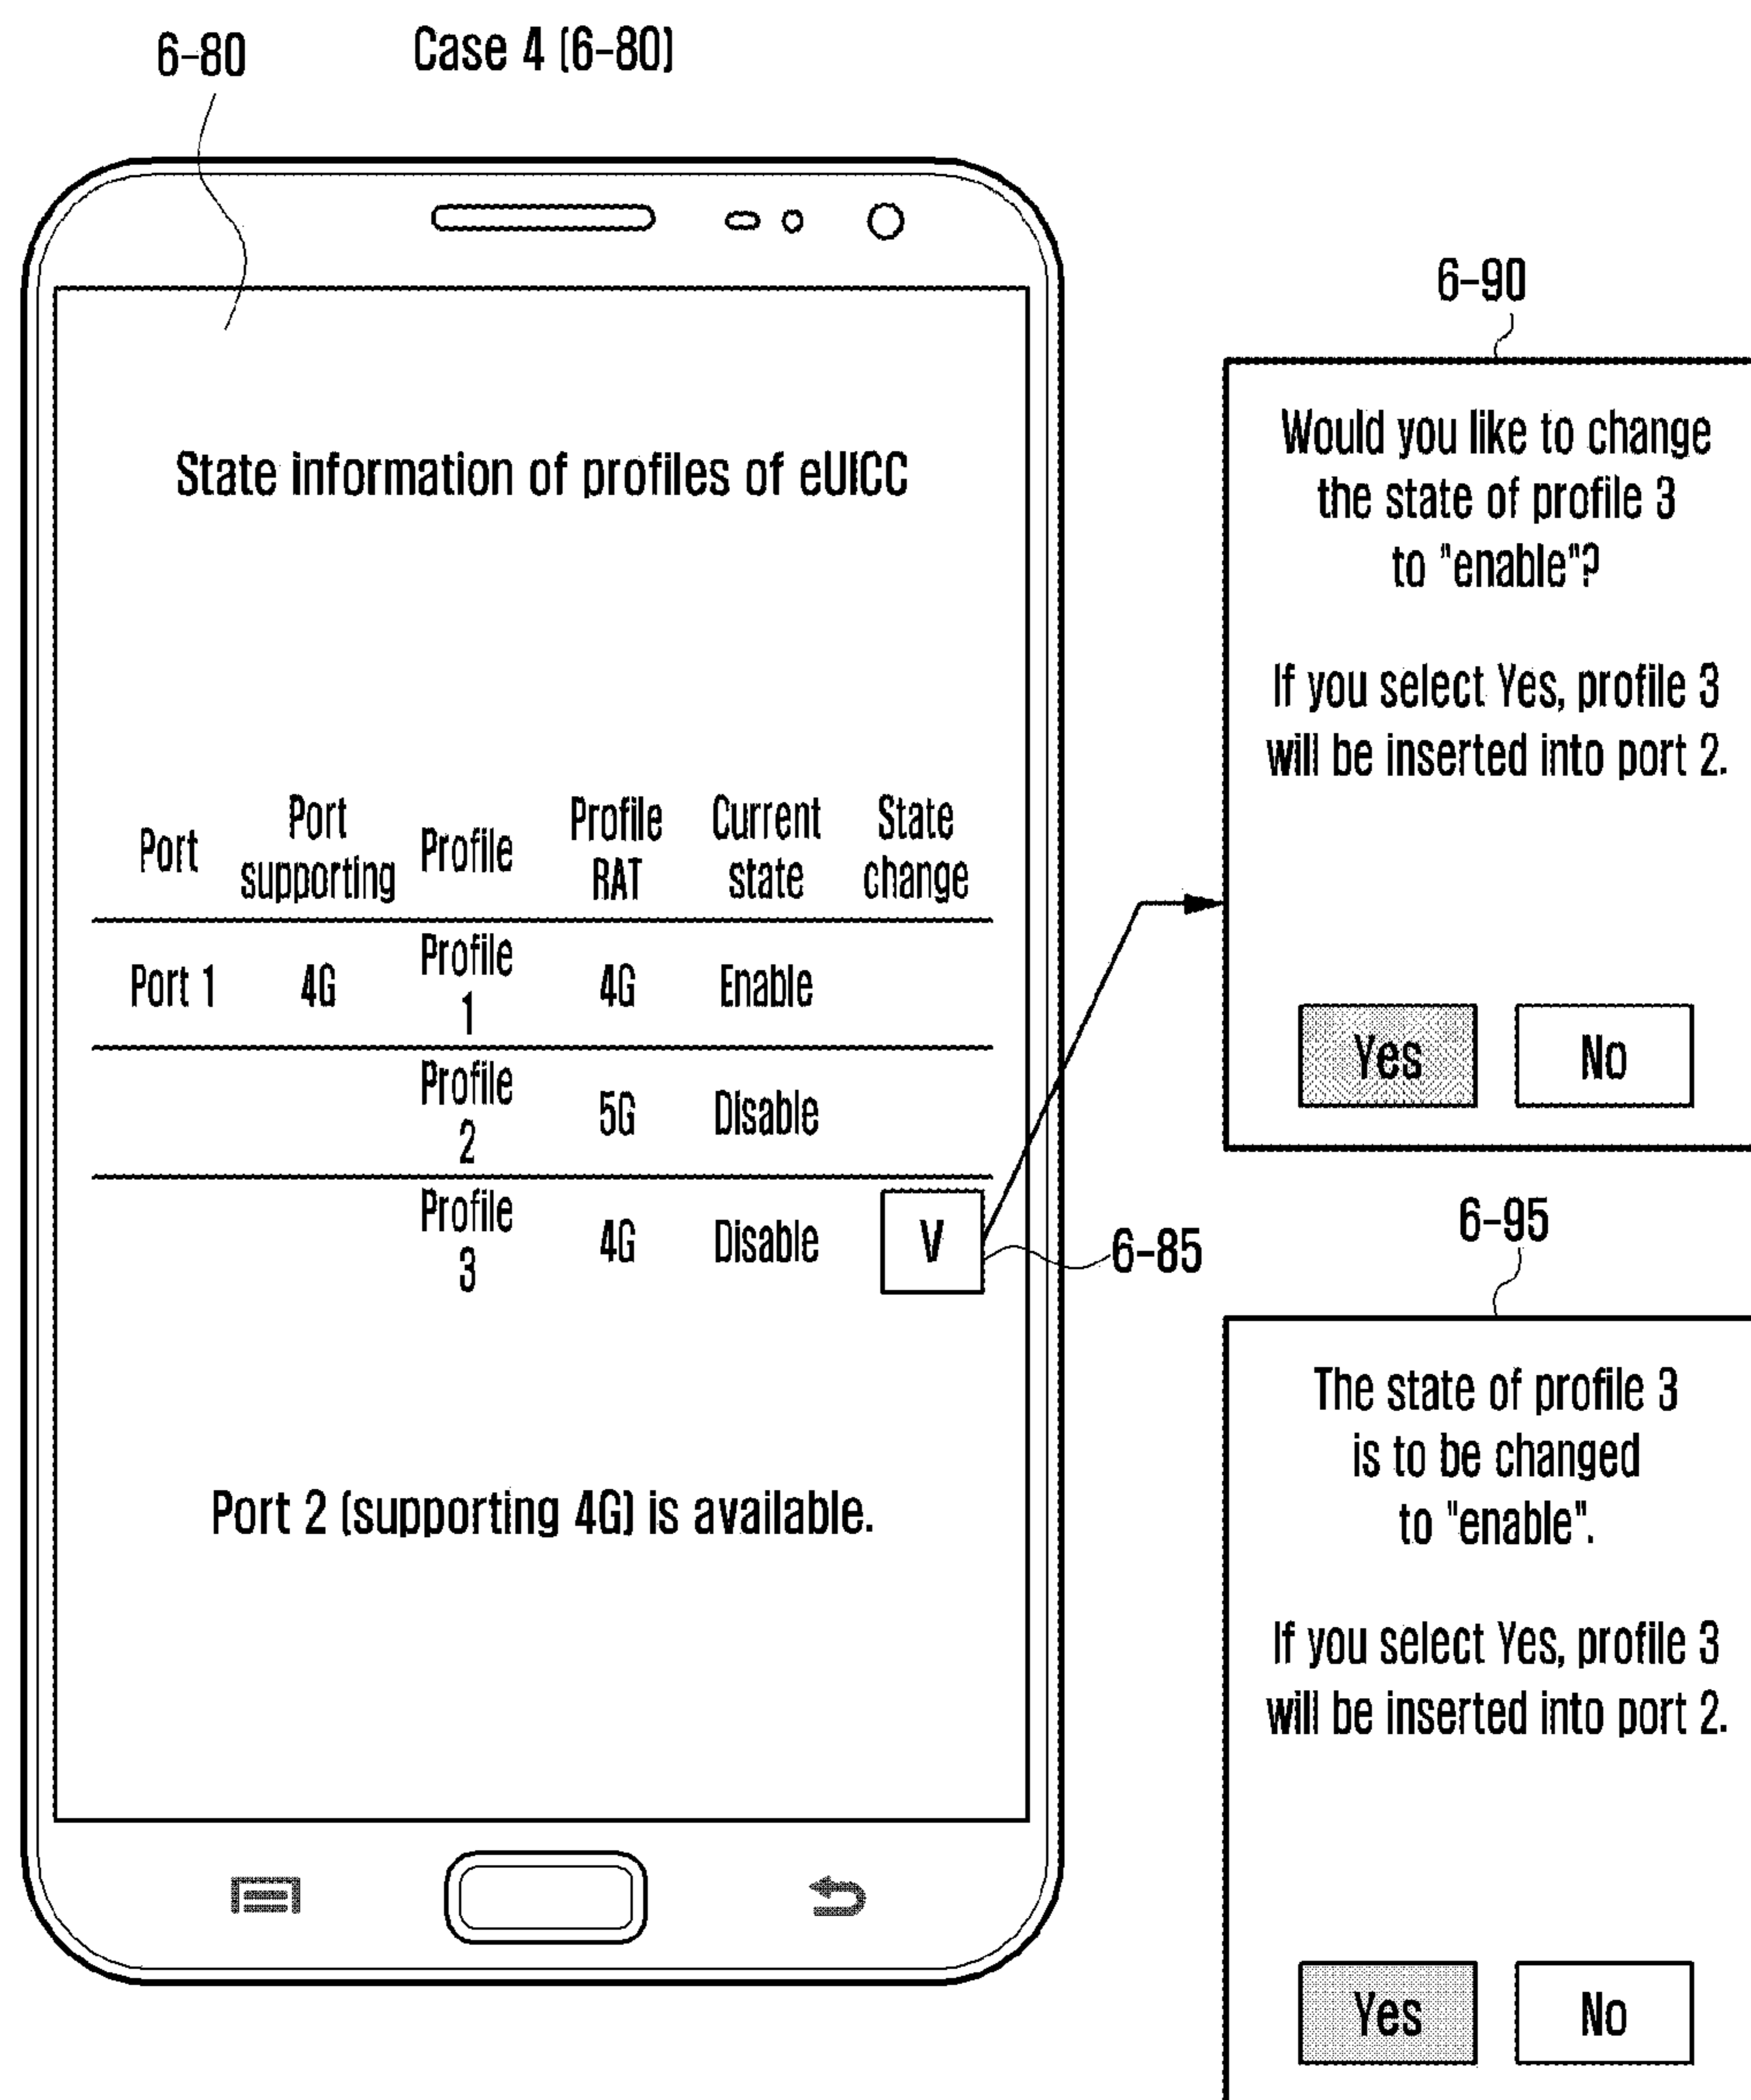 6-80
Case 4 (6-80)
State information of profiles of eUICC
Port
Port supporting
Profile
Profile RAT
Current state
State change
Port 1
4G
Profile 1
4G
Enable
Profile 2
5G
Disable
Profile 3
4G
Disable
V
6-85
Port 2 (supporting 4G) is available.
6-90
Would you like to change
the state of profile 3
to "enable"?
If you select Yes, profile 3
will be inserted into port 2.
Yes
No
6-95
The state of profile 3
is to be changed
to "enable".
If you select Yes, profile 3
will be inserted into port 2.
Yes
No